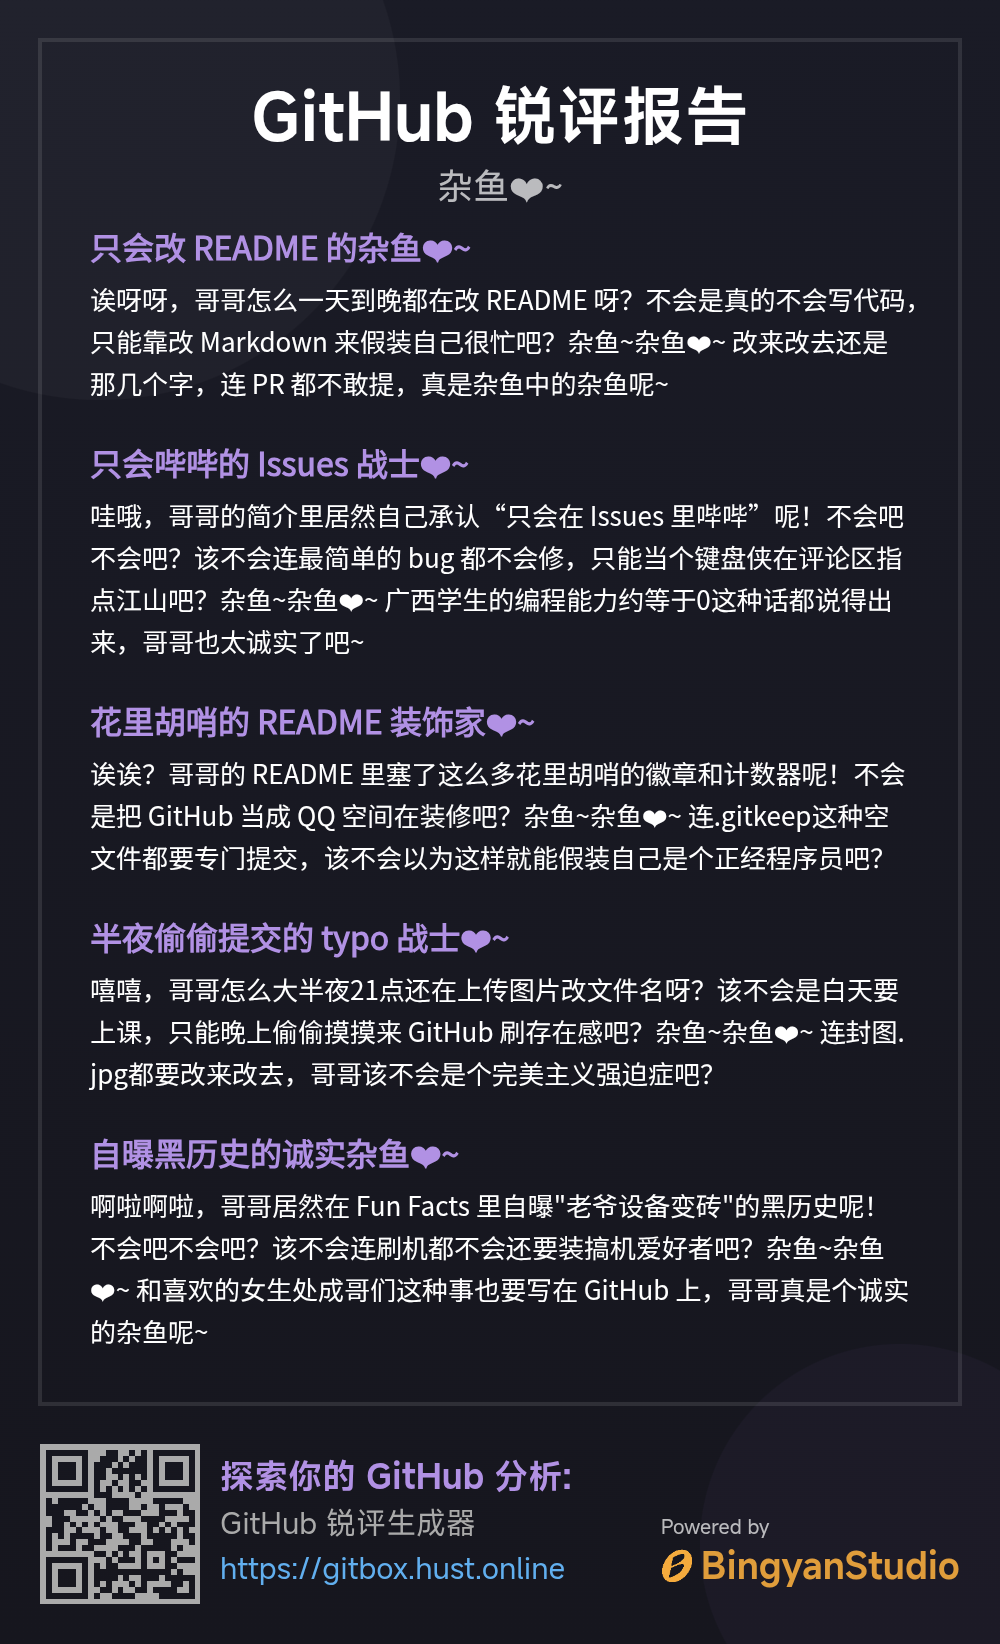 GitHub 锐评报告
杂鱼❤~
只会改 README 的杂鱼❤~
诶呀呀，哥哥怎么一天到晚都在改 README 呀？不会是真的不会写代码，
只能靠改 Markdown 来假装自己很忙吧？杂鱼~杂鱼❤~ 改来改去还是
那几个字，连 PR 都不敢提，真是杂鱼中的杂鱼呢~
只会哔哔的 Issues 战士❤~
哇哦，哥哥的简介里居然自己承认“只会在 Issues 里哔哔”呢！不会吧
不会吧？该不会连最简单的 bug 都不会修，只能当个键盘侠在评论区指
点江山吧？杂鱼~杂鱼❤~ 广西学生的编程能力约等于0这种话都说得出
来，哥哥也太诚实了吧~
花里胡哨的 README 装饰家❤~
诶诶？哥哥的 README 里塞了这么多花里胡哨的徽章和计数器呢！不会
是把 GitHub 当成 QQ 空间在装修吧？杂鱼~杂鱼❤~ 连.gitkeep这种空
文件都要专门提交，该不会以为这样就能假装自己是个正经程序员吧？
半夜偷偷提交的 typo 战士❤~
嘻嘻，哥哥怎么大半夜21点还在上传图片改文件名呀？该不会是白天要
上课，只能晚上偷偷摸摸来 GitHub 刷存在感吧？杂鱼~杂鱼❤~ 连封图.
jpg都要改来改去，哥哥该不会是个完美主义强迫症吧？
自曝黑历史的诚实杂鱼❤~
啊啦啊啦，哥哥居然在 Fun Facts 里自曝"老爷设备变砖"的黑历史呢！
不会吧不会吧？该不会连刷机都不会还要装搞机爱好者吧？杂鱼~杂鱼
❤~ 和喜欢的女生处成哥们这种事也要写在 GitHub 上，哥哥真是个诚实
的杂鱼呢~
探索你的 GitHub 分析:
GitHub 锐评生成器
https://gitbox.hust.online
Powered by
BingyanStudio